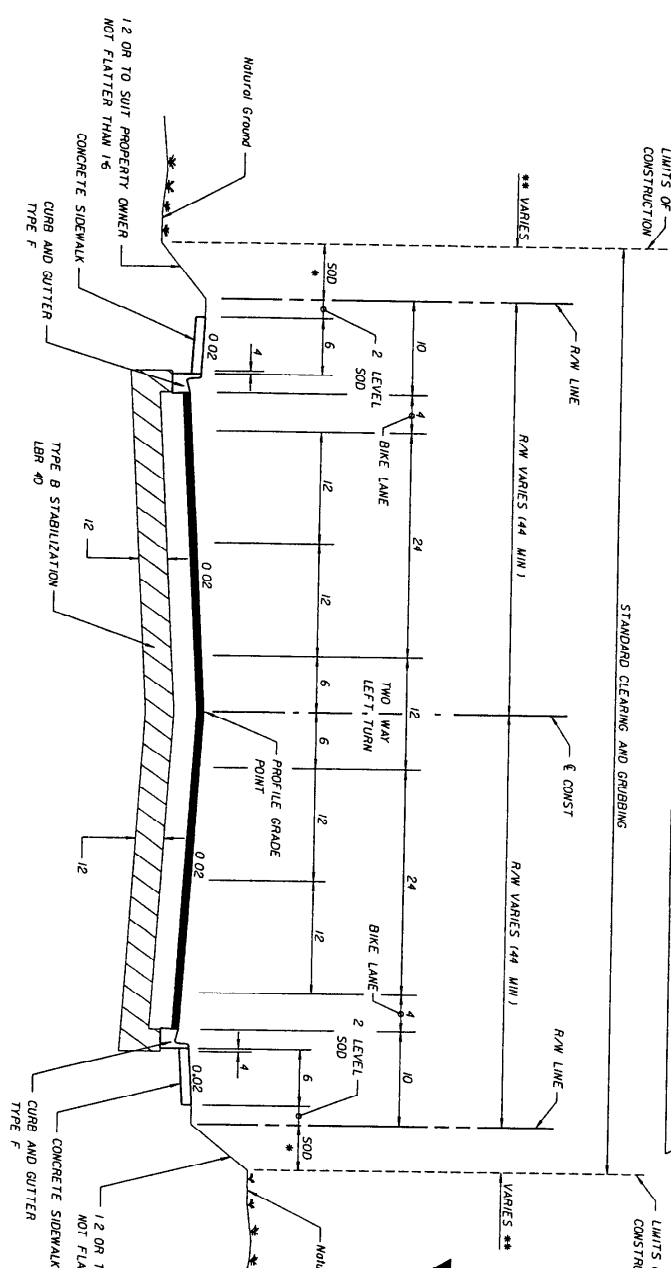 LIMITS OF
CONSTRUCTION
** VARIES
STANDARD CLEARING AND GRUBBING
R/W LINE
R/W VARIES (44 MIN )
℄ CONST
R/W VARIES (44 MIN )
R/W LINE
VARIES **
LIMITS
CONSTRU
SOD
*
10
4
24
12
24
4
10
BIKE LANE
TWO WAY
LEFT TURN
BIKE LANE
2 LEVEL
SOD
6
12
12
6
6
12
12
6
2 LEVEL
SOD
SOD
*
4
4
Natural Ground
1 2 OR TO SUIT PROPERTY OWNER
NOT FLATTER THAN 1:6
CONCRETE SIDEWALK
CURB AND GUTTER
TYPE F
0 02
0 02
PROFILE GRADE
POINT
0 02
0.02
12
12
TYPE B STABILIZATION
LBR 40
Natu
1 2 OR T
NOT FLA
CONCRETE SIDEWALK
CURB AND GUTTER
TYPE F